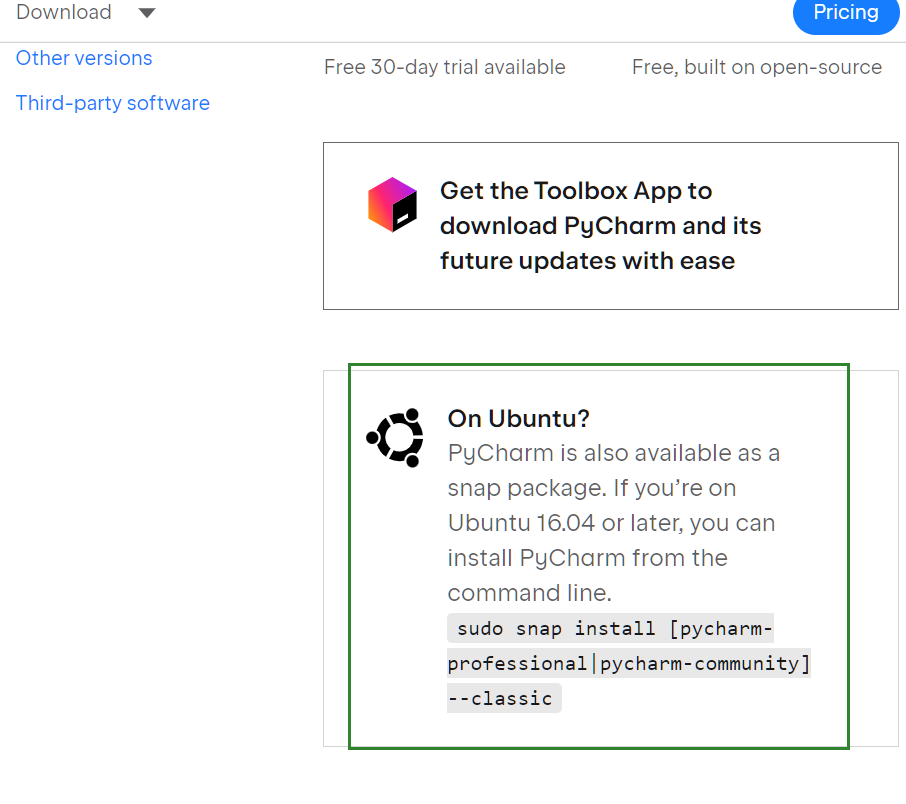 Download
Pricing
Other versions
Free 30-day trial available
Free, built on open-source
Third-party software
Get the Toolbox App to
download PyCharm and its
future updates with ease
On Ubuntu?
PyCharm is also available as a
snap package. If you’re on
Ubuntu 16.04 or later, you can
install PyCharm from the
command line.
sudo snap install [pycharm-
professional|pycharm-community]
--classic